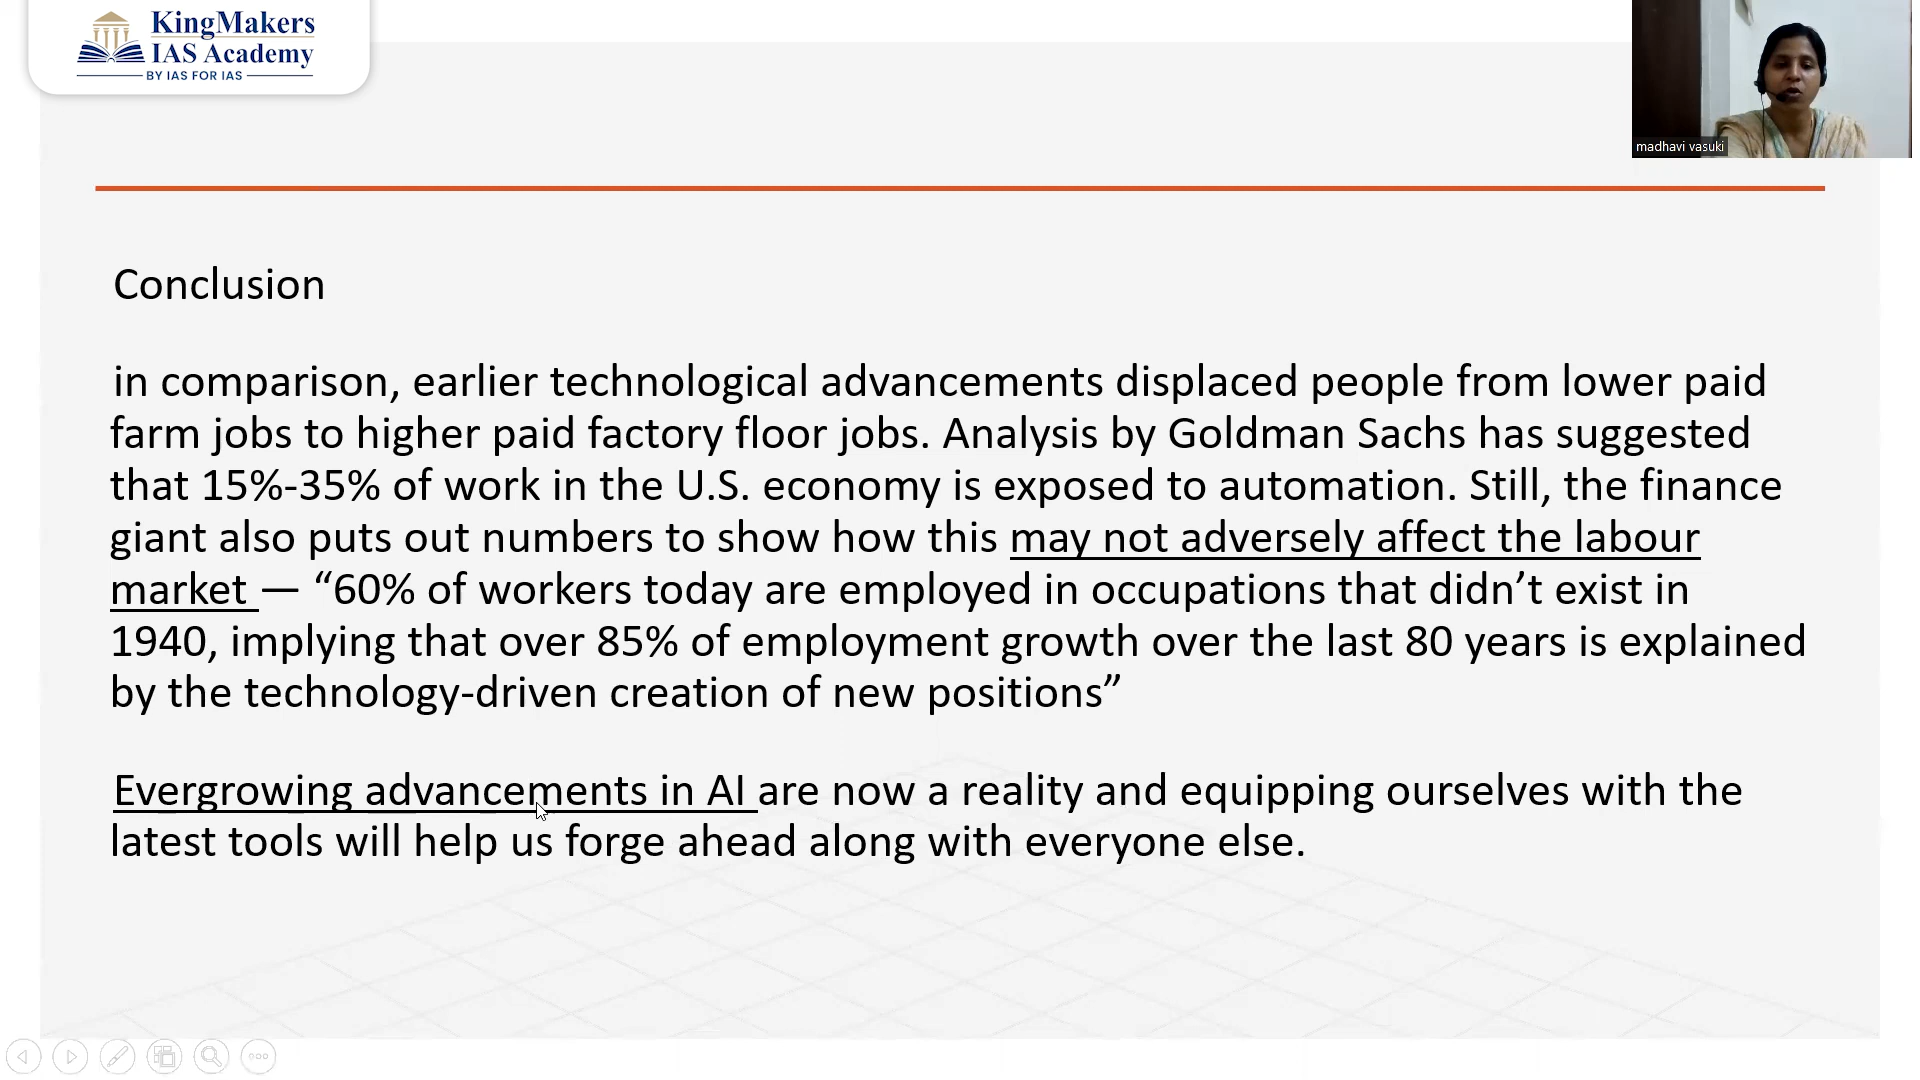 KingMakers
IAS Academy
BY IAS FOR IAS
madhavi vasuki
Conclusion
in comparison, earlier technological advancements displaced people from lower paid
farm jobs to higher paid factory floor jobs. Analysis by Goldman Sachs has suggested
that 15%-35% of work in the U.S. economy is exposed to automation. Still, the finance
giant also puts out numbers to show how this may not adversely affect the labour
market — “60% of workers today are employed in occupations that didn’t exist in
1940, implying that over 85% of employment growth over the last 80 years is explained
by the technology-driven creation of new positions”
Evergrowing advancements in AI are now a reality and equipping ourselves with the
latest tools will help us forge ahead along with everyone else.